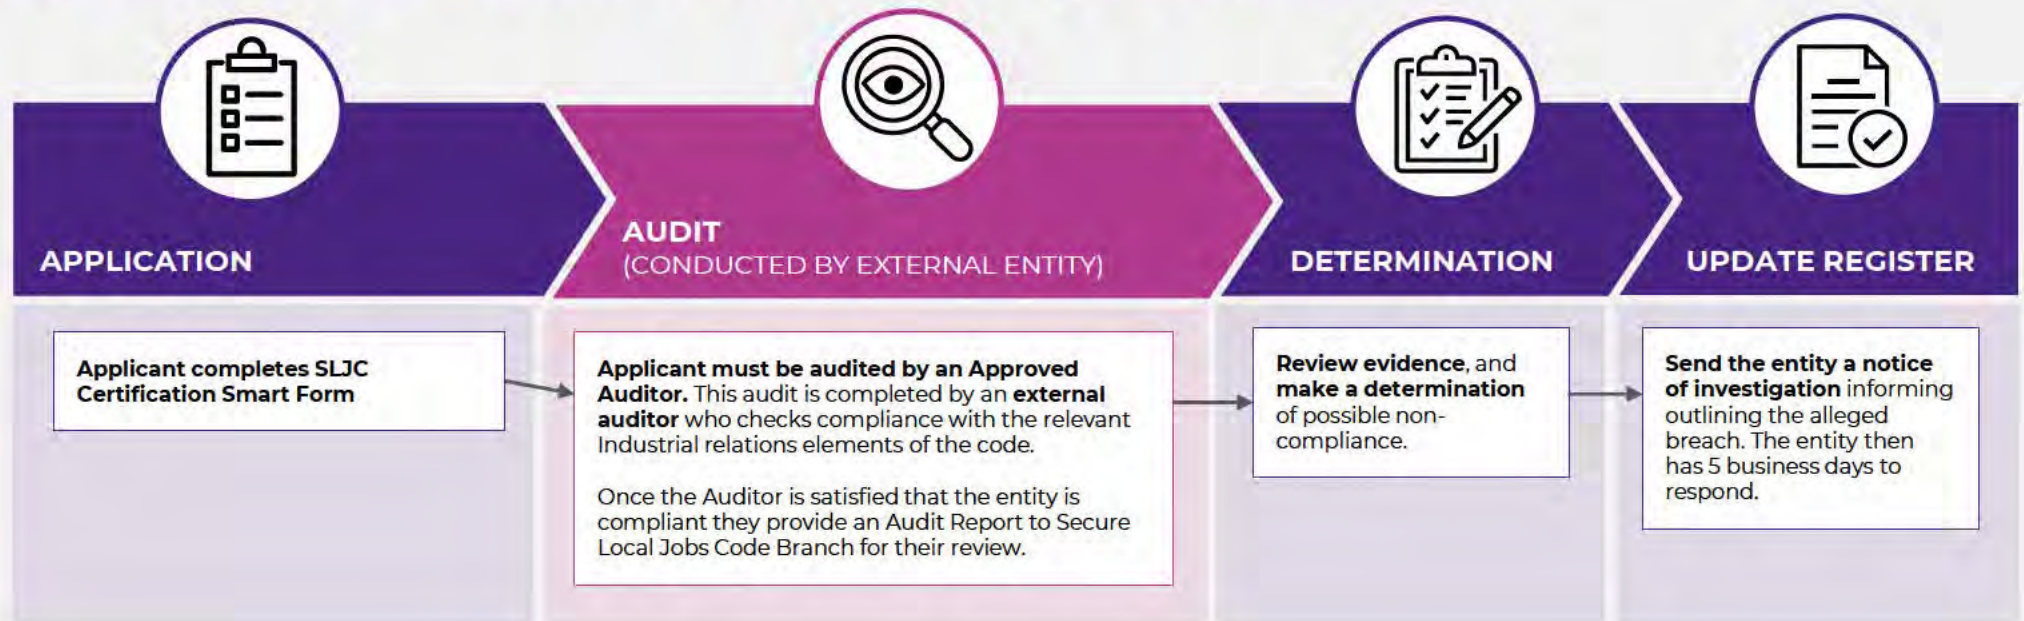 APPLICATION
AUDIT
(CONDUCTED BY EXTERNAL ENTITY)
DETERMINATION
UPDATE REGISTER
Applicant completes SLJC
Certification Smart Form
Applicant must be audited by an Approved
Auditor. This audit is completed by an external
auditor who checks compliance with the relevant
Industrial relations elements of the code.
Once the Auditor is satisfied that the entity is
compliant they provide an Audit Report to Secure
Local Jobs Code Branch for their review.
Review evidence, and
make a determination
of possible non-
compliance.
Send the entity a notice
of investigation informing
outlining the alleged
breach. The entity then
has 5 business days to
respond.